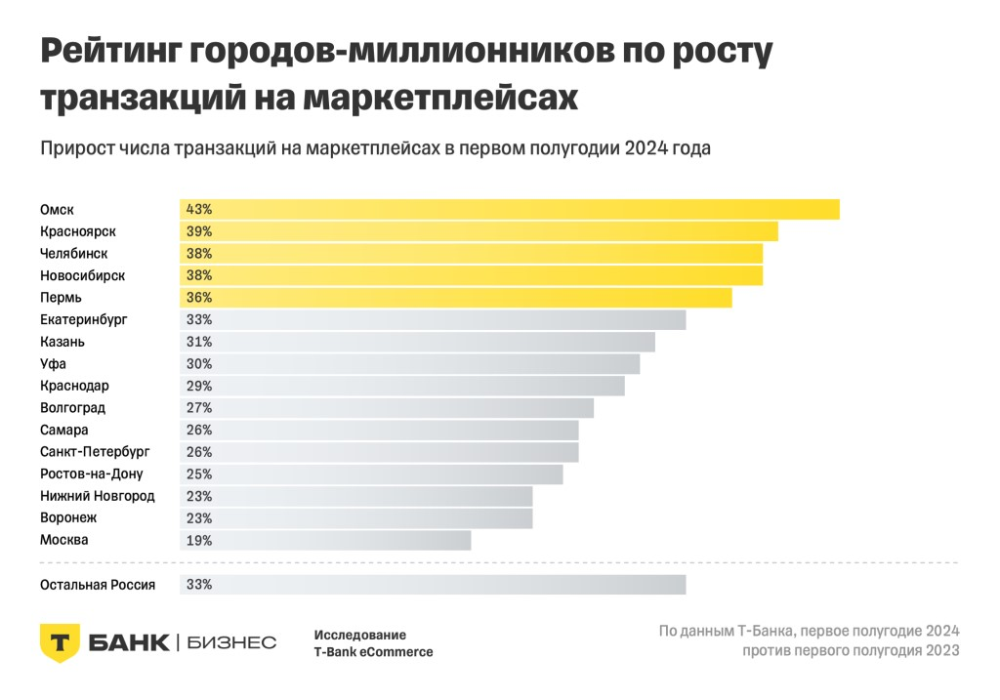 Рейтинг городов-миллионников по росту
транзакций на маркетплейсах
Прирост числа транзакций на маркетплейсах в первом полугодии 2024 года
Омск 43%
Красноярск 39%
Челябинск 38%
Новосибирск 38%
Пермь 36%
Екатеринбург 33%
Казань 31%
Уфа 30%
Краснодар 29%
Волгоград 27%
Самара 26%
Санкт-Петербург 26%
Ростов-на-Дону 25%
Нижний Новгород 23%
Воронеж 23%
Москва 19%
Остальная Россия 33%
Т БАНК | БИЗНЕС
Исследование
T-Bank eCommerce
По данным Т-Банка, первое полугодие 2024
против первого полугодия 2023